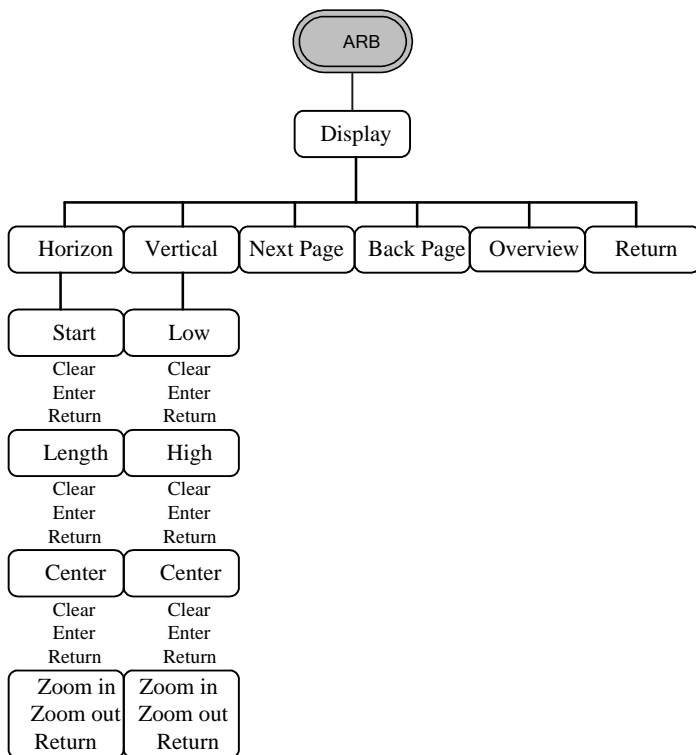 ARB
Display
Horizon
Vertical
Next Page
Back Page
Overview
Return
Start
Clear
Enter
Return
Length
Clear
Enter
Return
Center
Clear
Enter
Return
Zoom in
Zoom out
Return
Low
Clear
Enter
Return
High
Clear
Enter
Return
Center
Clear
Enter
Return
Zoom in
Zoom out
Return